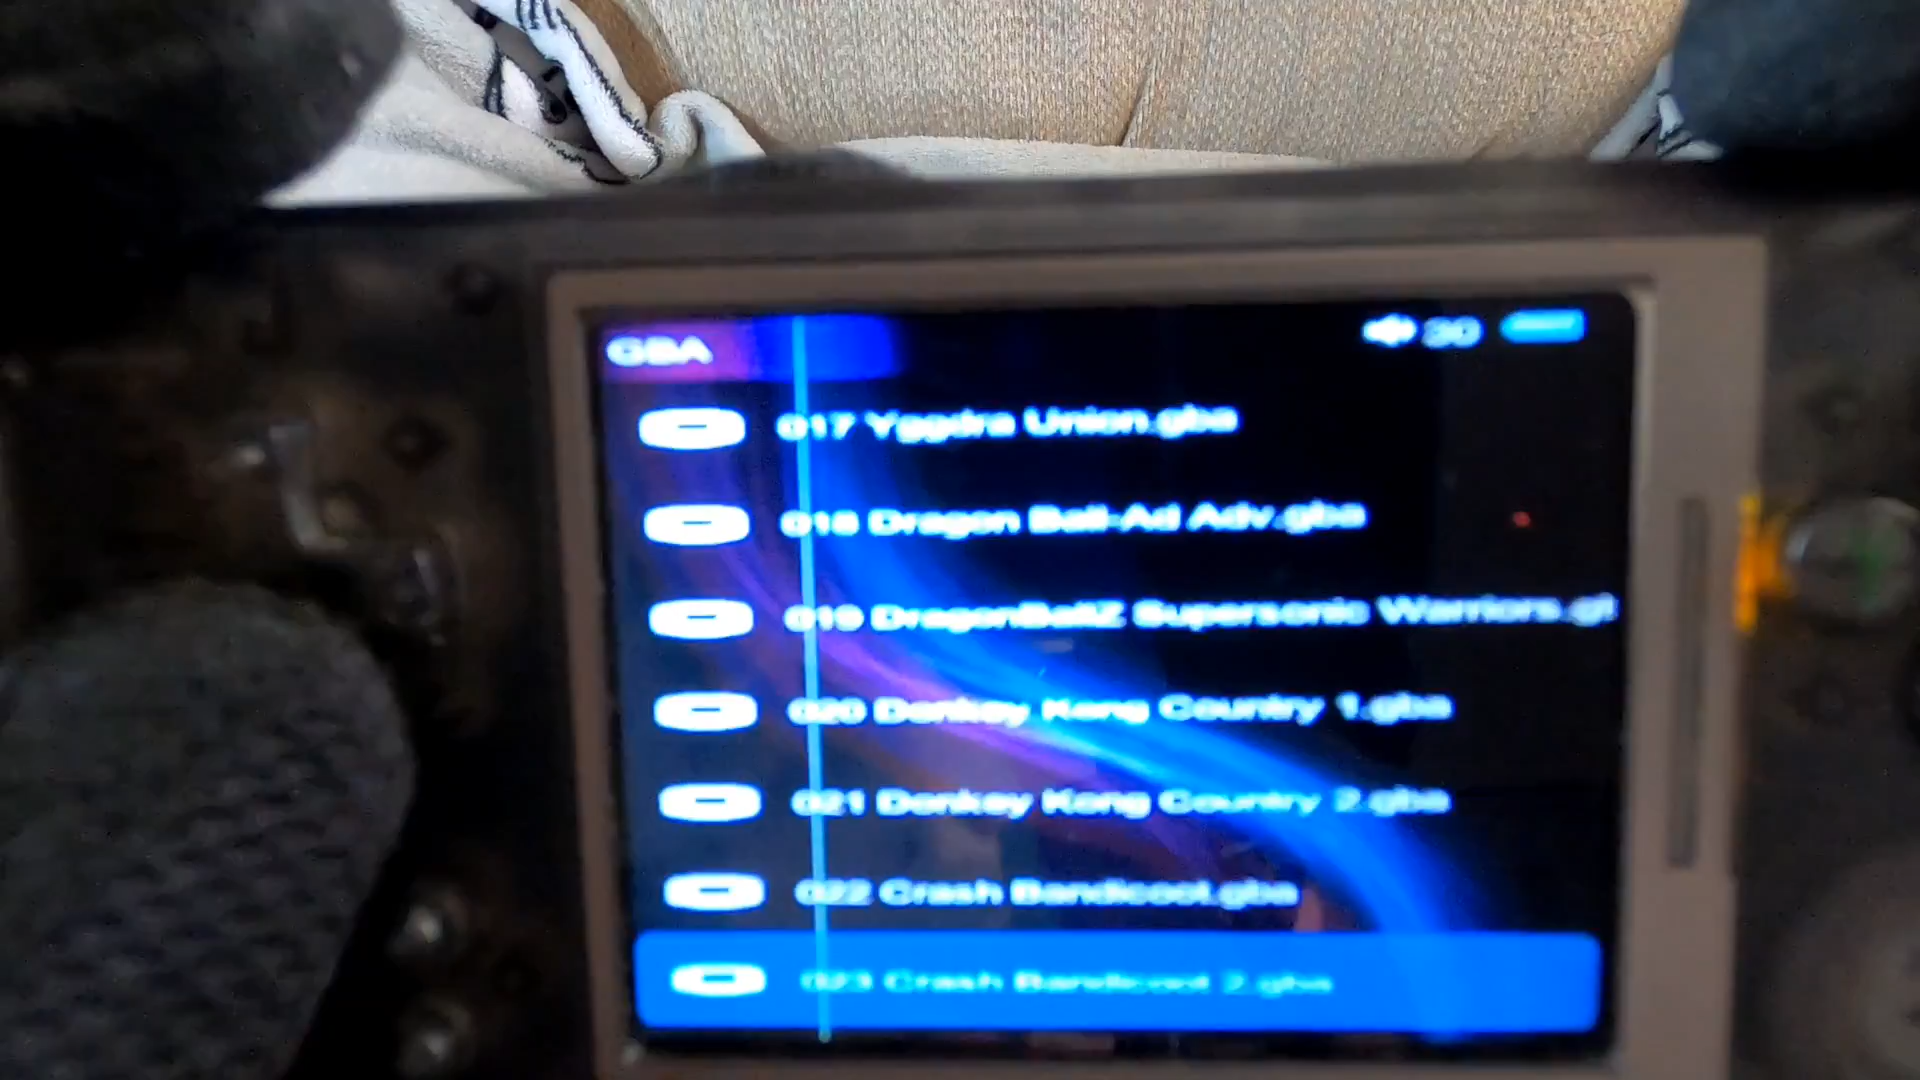 GBA
30
017 Yggdra Union.gba
018 Dragon Ball-Ad Adv.gba
019 DragonBallZ Supersonic Warriors.gb
020 Donkey Kong Country 1.gba
021 Donkey Kong Country 2.gba
022 Crash Bandicoot.gba
023 Crash Bandicoot 2.gba